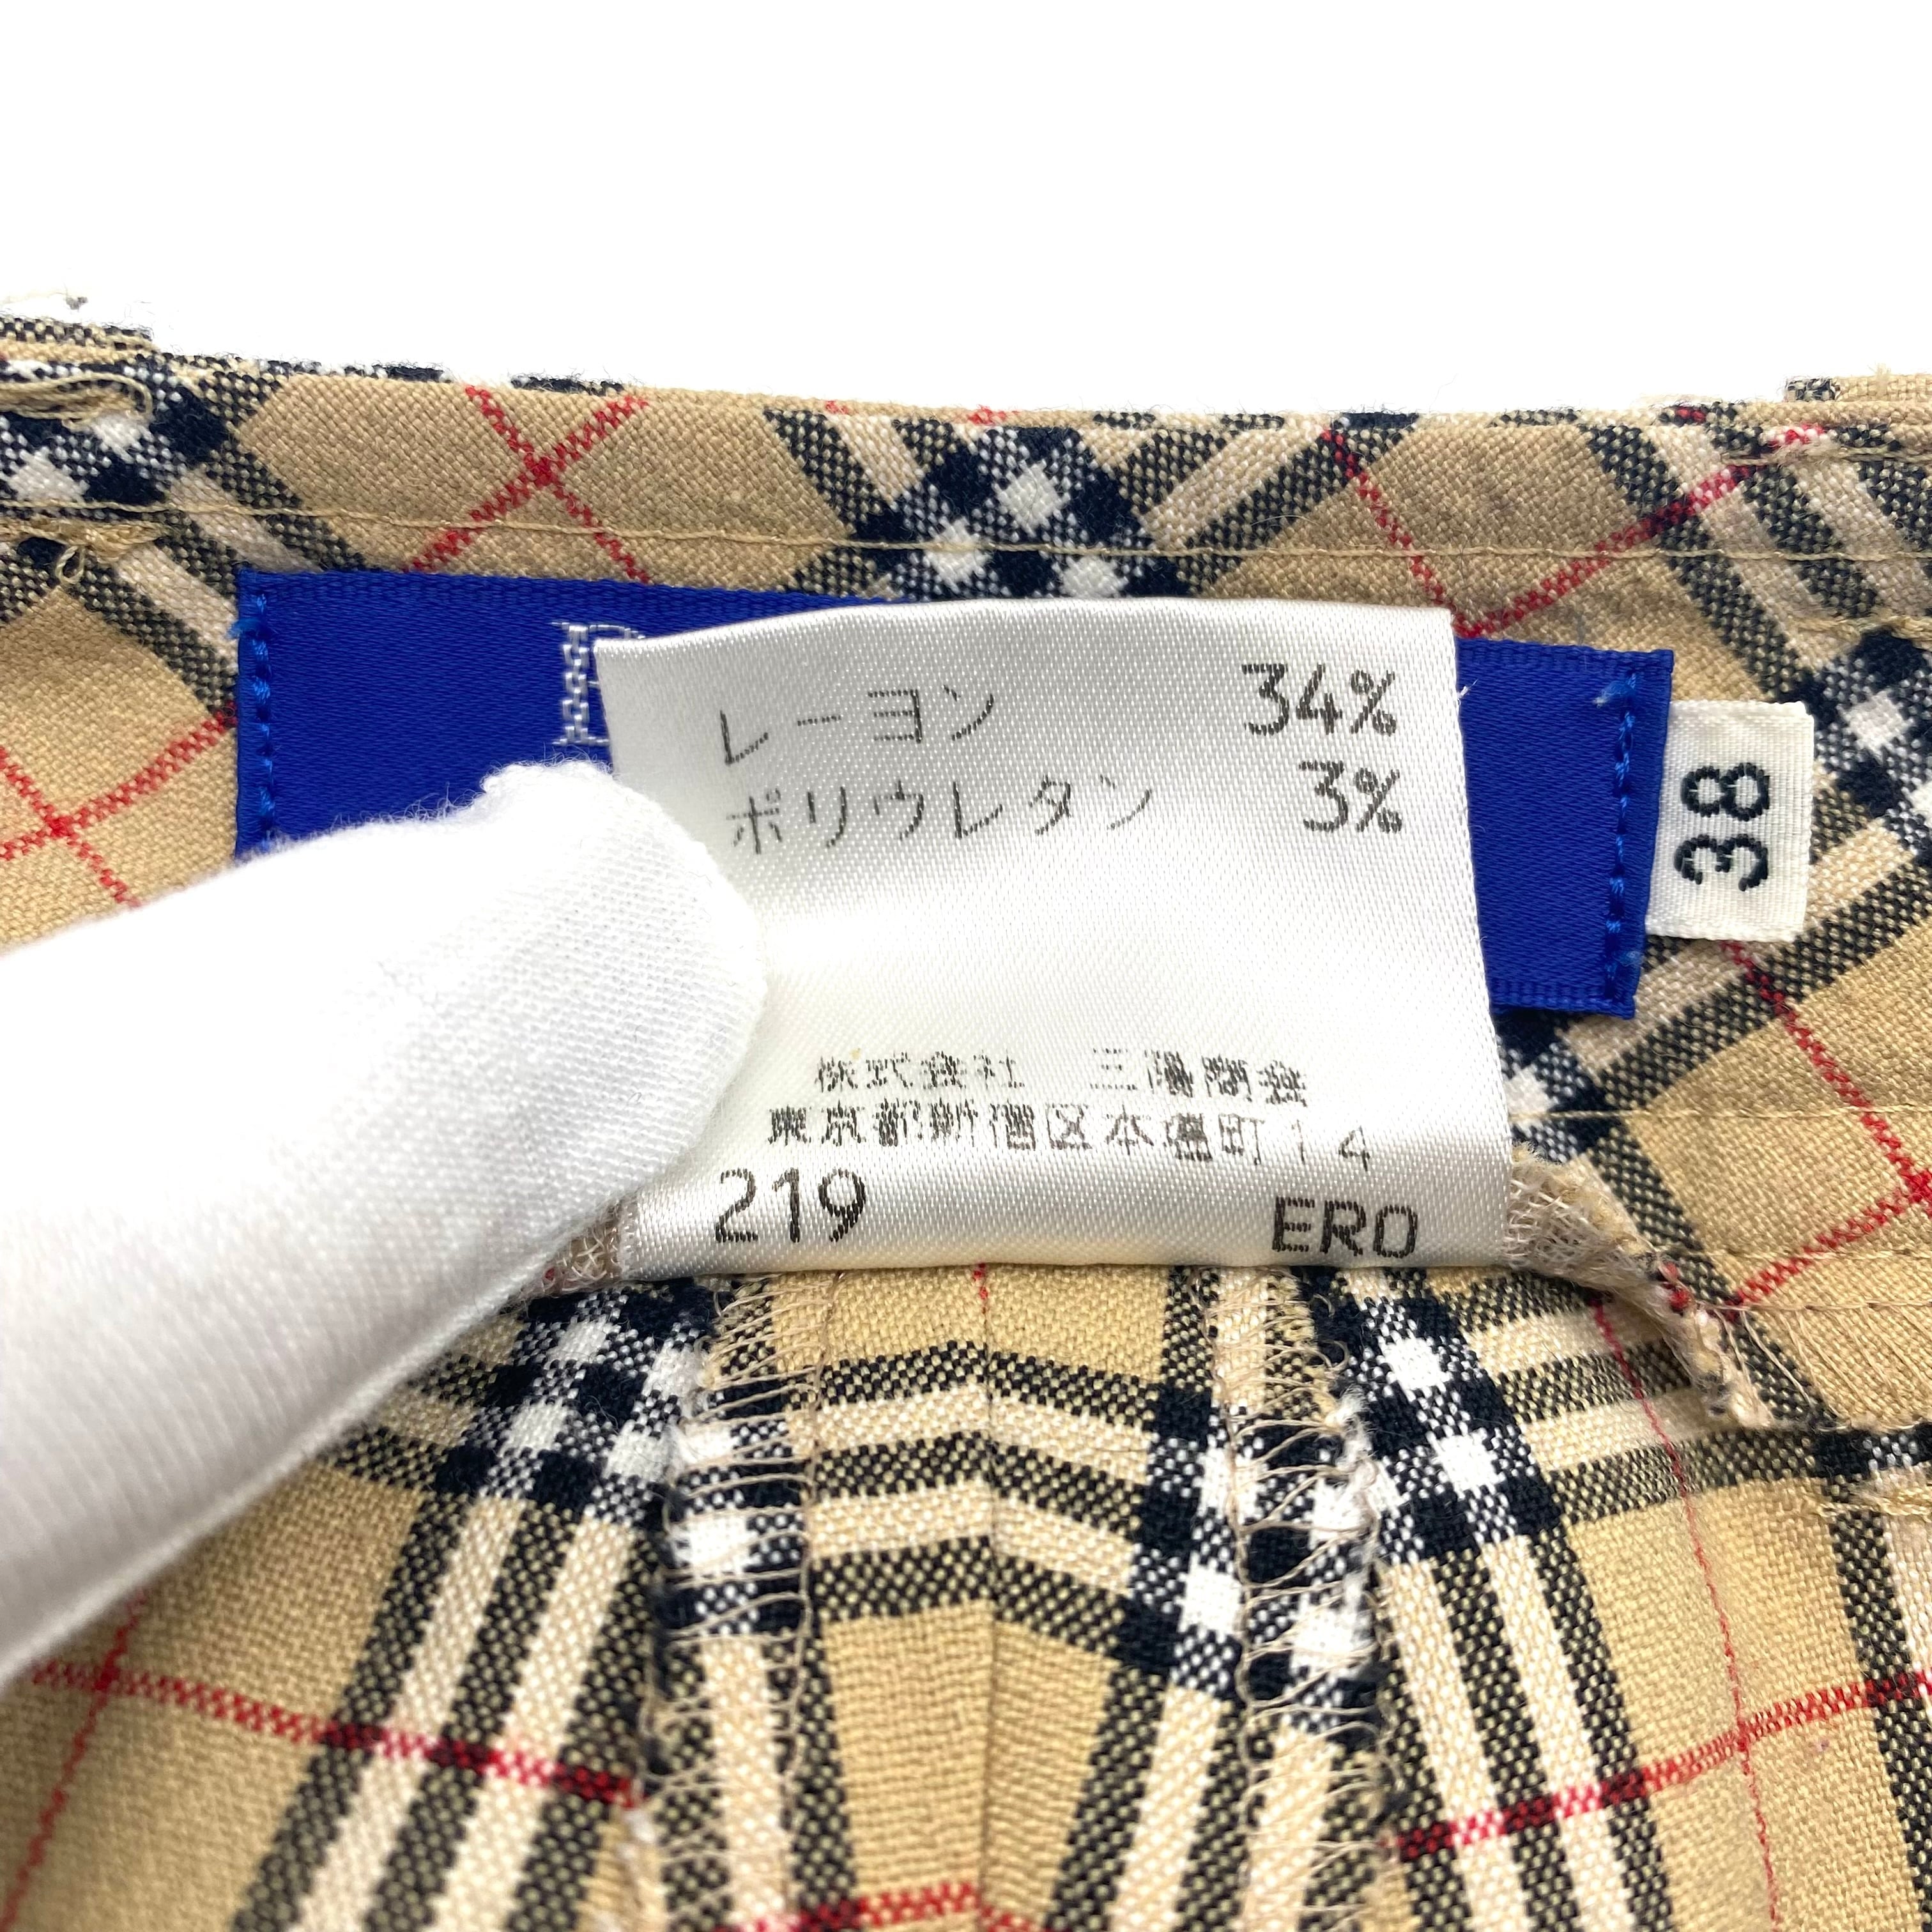 レーヨン 34%
ポリウレタン 3%
株式会社 三陽商会
東京都新宿区本塩町14
219 ERO
38